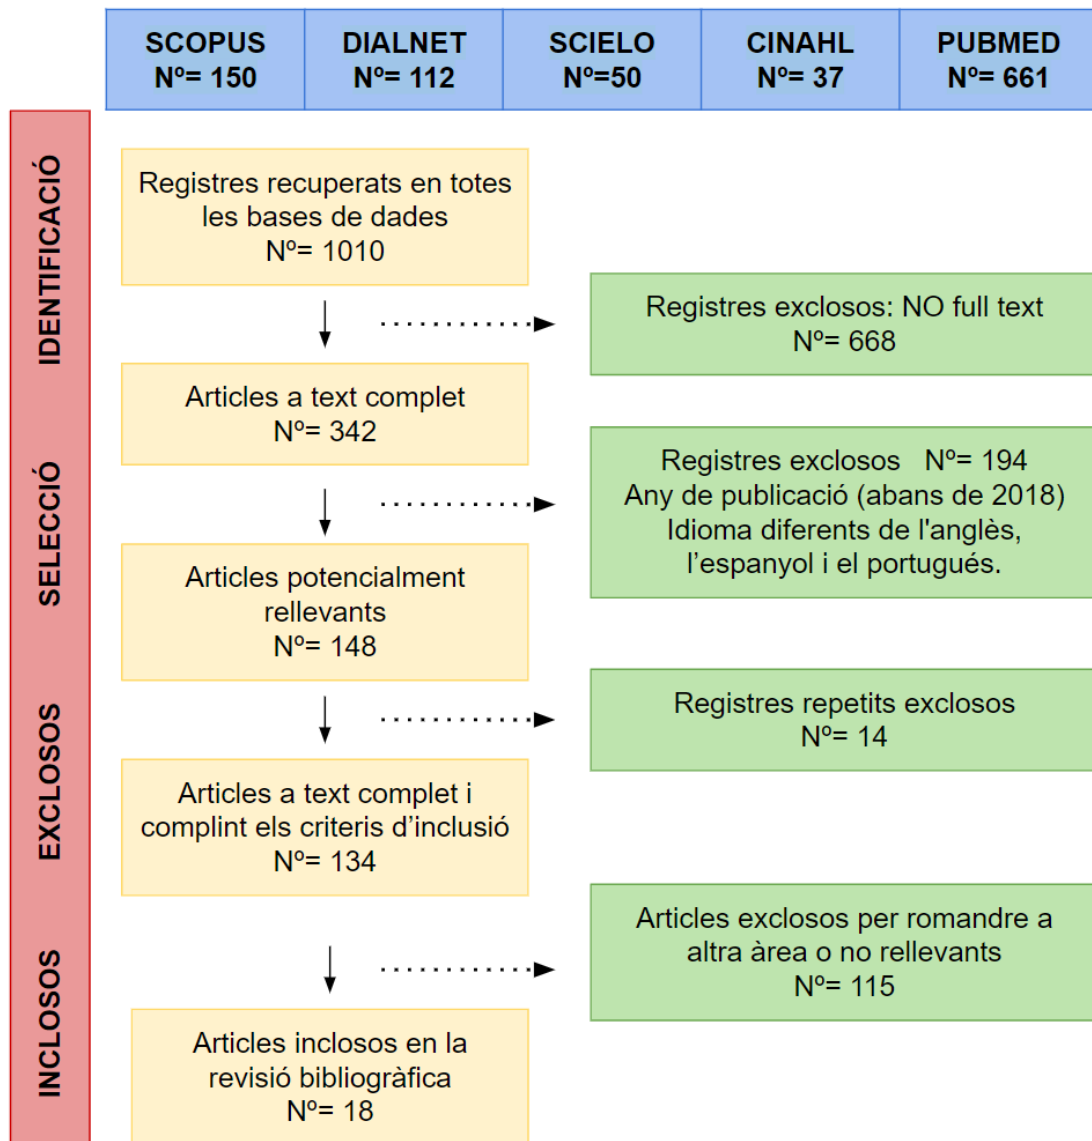 SCOPUS
Nº= 150
DIALNET
Nº= 112
SCIELO
Nº=50
CINAHL
Nº= 37
PUBMED
Nº= 661
IDENTIFICACIÓ
Registres recuperats en totes
les bases de dades
Nº= 1010
Registres exclosos: NO full text
Nº= 668
Articles a text complet
Nº= 342
SELECCIÓ
Registres exclosos   Nº= 194
Any de publicació (abans de 2018)
Idioma diferents de l'anglès,
l’espanyol i el portugués.
Articles potencialment
rellevants
Nº= 148
EXCLOSOS
Registres repetits exclosos
Nº= 14
Articles a text complet i
complint els criteris d’inclusió
Nº= 134
INCLOSOS
Articles exclosos per romandre a
altra àrea o no rellevants
Nº= 115
Articles inclosos en la
revisió bibliogràfica
Nº= 18